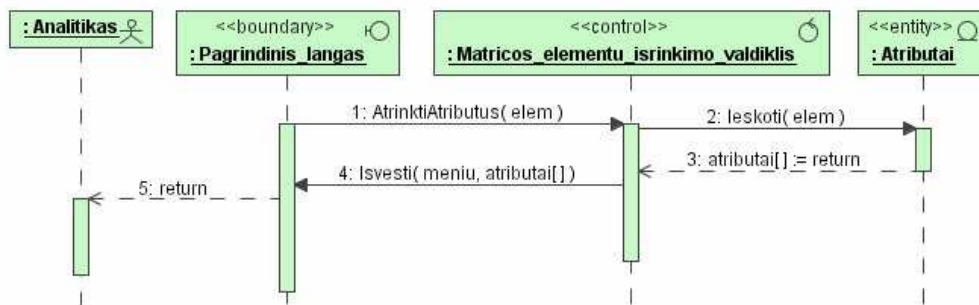 : Analitikas
<<boundary>>
: Pagrindinis_langas
<<control>>
: Matricos_elementu_isrinkimo_valdiklis
<<entity>>
: Atributai
1: AtrinktiAtributus( elem )
2: Ieskoti( elem )
3: atributai[ ] := return
4: Isvesti( meniu, atributai[ ] )
5: return